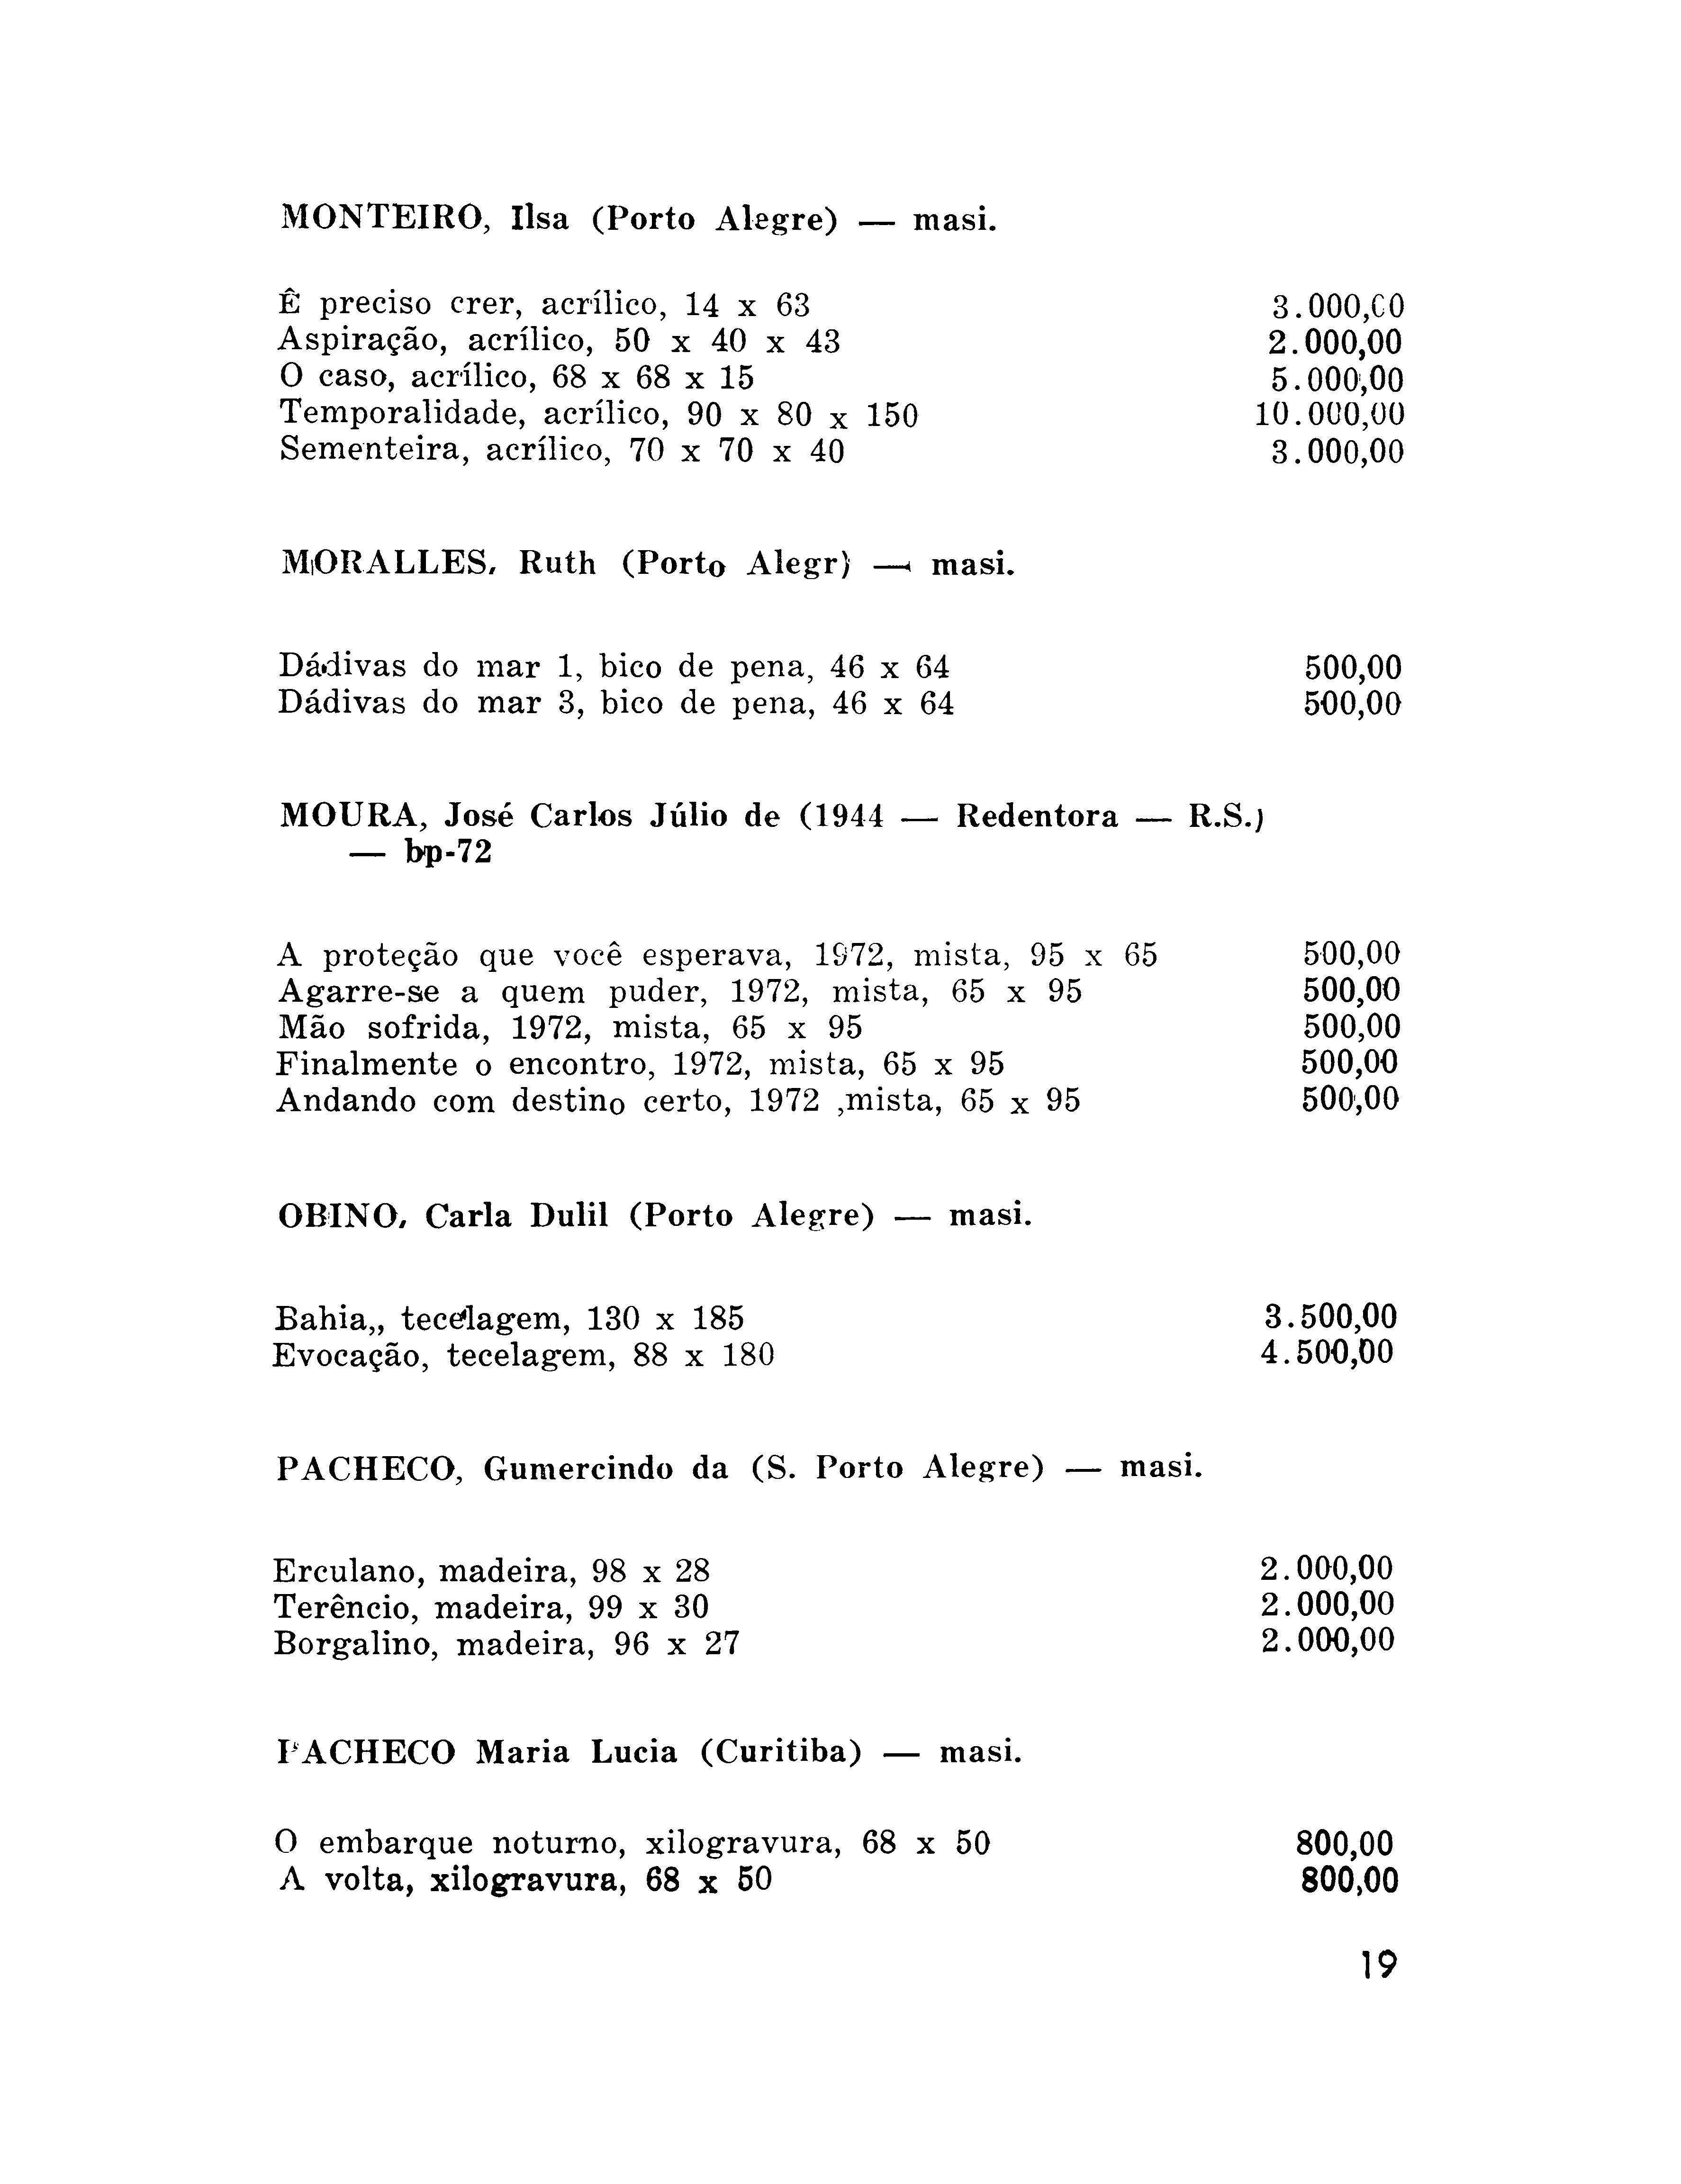 MONTEIRO, Ilsa (Porto Alegre) — masi.
Ê preciso crer, acrílico, 14 x 63 3.000,00
Aspiração, acrílico, 50 x 40 x 43 2.000,00
O caso, acrílico, 68 x 68 x 15 5.000,00
Temporalidade, acrílico, 90 x 80 x 150 10.000,00
Sementeira, acrílico, 70 x 70 x 40 3.000,00
MORALLES, Ruth (Porto Alegr) — masi.
Dádivas do mar 1, bico de pena, 46 x 64 500,00
Dádivas do mar 3, bico de pena, 46 x 64 500,00
MOURA, José Carlos Júlio de (1944 — Redentora — R.S.)
— bp-72
A proteção que você esperava, 1972, mista, 95 x 65 500,00
Agarre-se a quem puder, 1972, mista, 65 x 95 500,00
Mão sofrida, 1972, mista, 65 x 95 500,00
Finalmente o encontro, 1972, mista, 65 x 95 500,00
Andando com destino certo, 1972 ,mista, 65 x 95 500,00
OBINO, Carla Dulil (Porto Alegre) — masi.
Bahia,, tecelagem, 130 x 185 3.500,00
Evocação, tecelagem, 88 x 180 4.500,00
PACHECO, Gumercindo da (S. Porto Alegre) — masi.
Erculano, madeira, 98 x 28 2.000,00
Terêncio, madeira, 99 x 30 2.000,00
Borgalino, madeira, 96 x 27 2.000,00
PACHECO Maria Lucia (Curitiba) — masi.
O embarque noturno, xilogravura, 68 x 50 800,00
A volta, xilogravura, 68 x 50 800,00
19